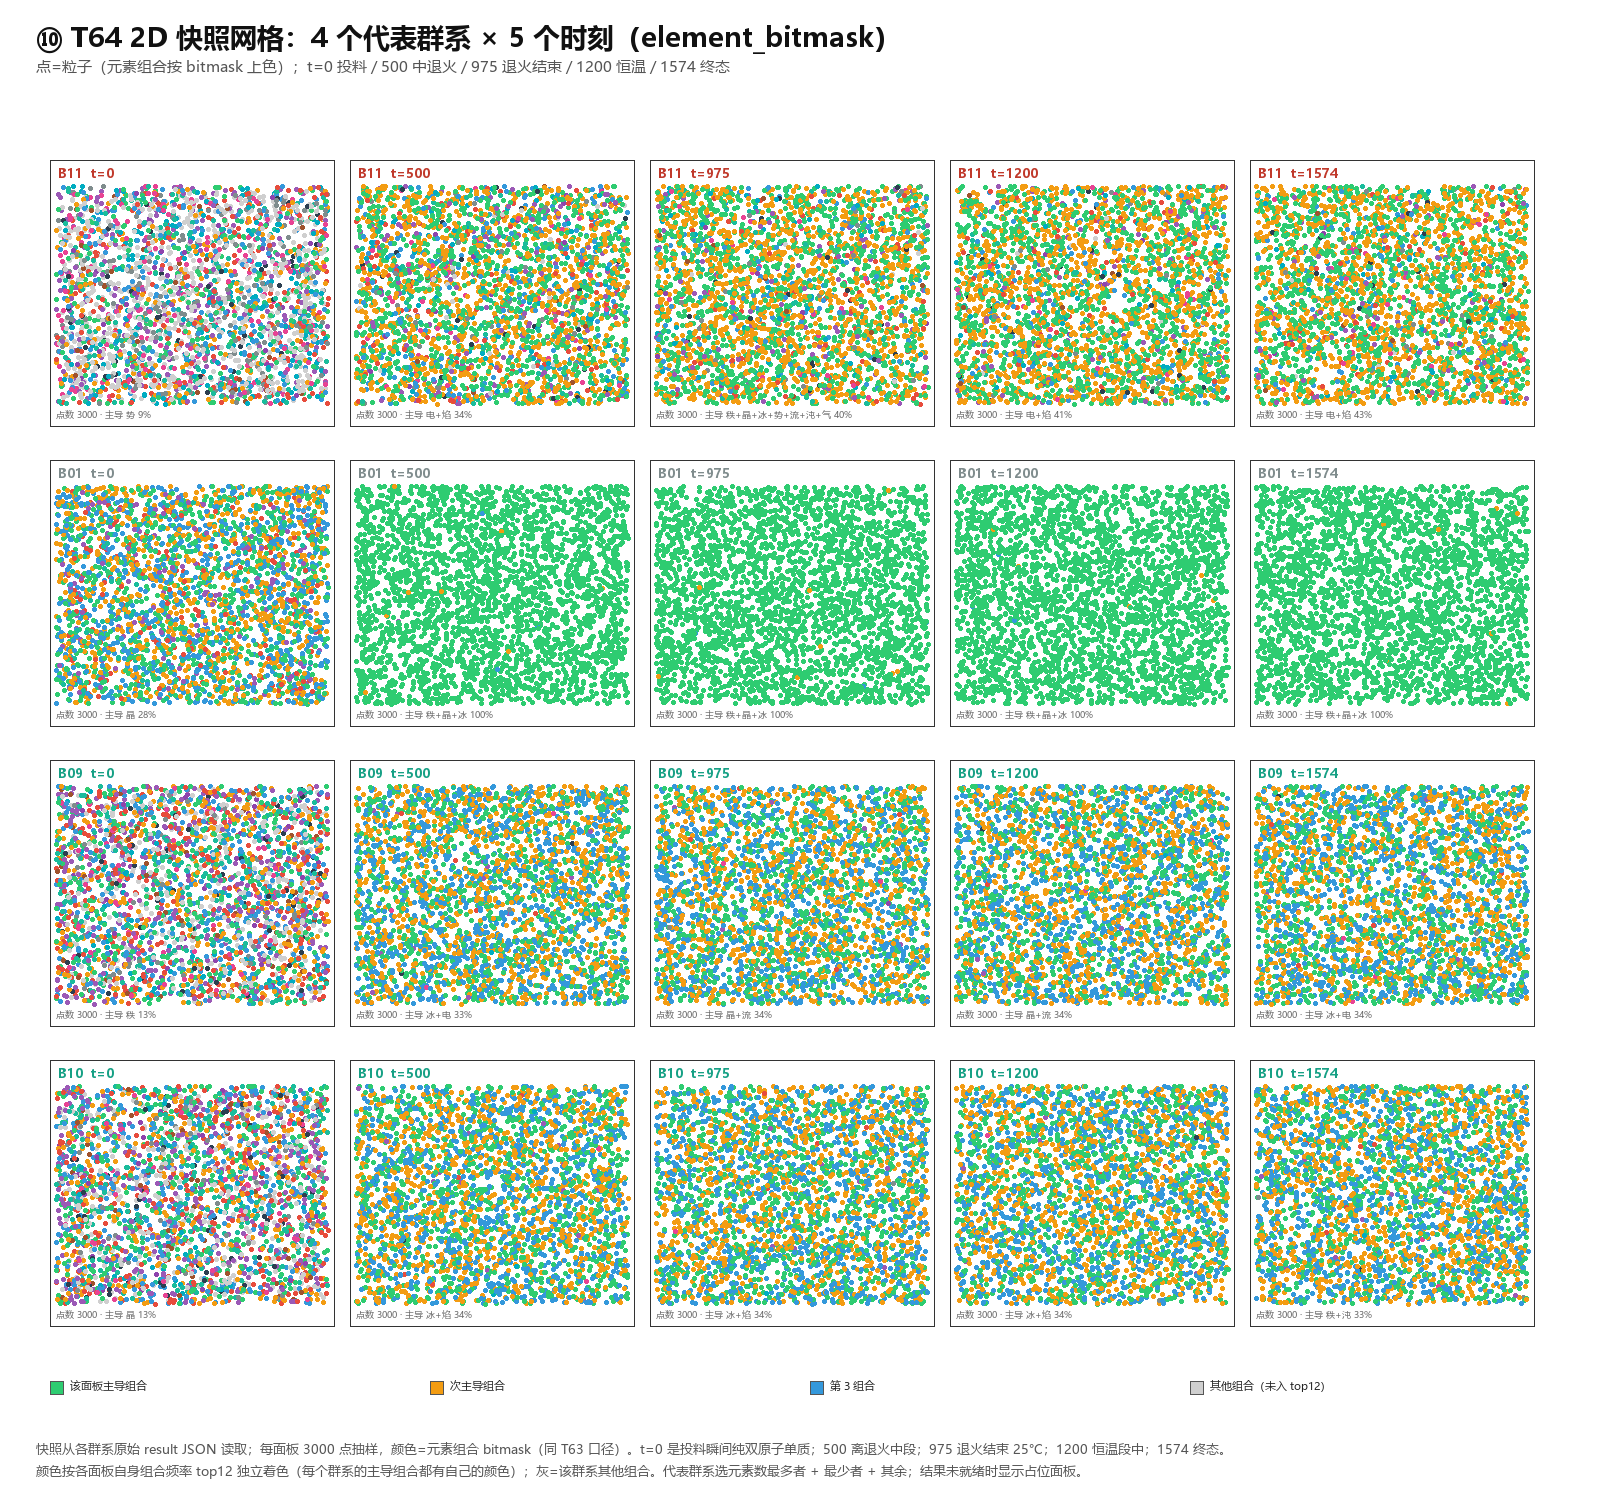 ⑩ T64 2D 快照网格：4 个代表群系 × 5 个时刻（element_bitmask）
点=粒子（元素组合按 bitmask 上色）；t=0 投料 / 500 中退火 / 975 退火结束 / 1200 恒温 / 1574 终态
B11 t=0
B11 t=500
B11 t=975
B11 t=1200
B11 t=1574
点数 3000 · 主导 势 9%
点数 3000 · 主导 电+焰 34%
点数 3000 · 主导 秩+晶+冰+势+流+沌+气 40%
点数 3000 · 主导 电+焰 41%
点数 3000 · 主导 电+焰 43%
B01 t=0
B01 t=500
B01 t=975
B01 t=1200
B01 t=1574
点数 3000 · 主导 晶 28%
点数 3000 · 主导 秩+晶+冰 100%
点数 3000 · 主导 秩+晶+冰 100%
点数 3000 · 主导 秩+晶+冰 100%
点数 3000 · 主导 秩+晶+冰 100%
B09 t=0
B09 t=500
B09 t=975
B09 t=1200
B09 t=1574
点数 3000 · 主导 秩 13%
点数 3000 · 主导 冰+电 33%
点数 3000 · 主导 晶+流 34%
点数 3000 · 主导 晶+流 34%
点数 3000 · 主导 冰+电 34%
B10 t=0
B10 t=500
B10 t=975
B10 t=1200
B10 t=1574
点数 3000 · 主导 晶 13%
点数 3000 · 主导 冰+焰 34%
点数 3000 · 主导 冰+焰 34%
点数 3000 · 主导 冰+焰 34%
点数 3000 · 主导 秩+沌 33%
该面板主导组合
次主导组合
第 3 组合
其他组合（未入 top12）
快照从各群系原始 result JSON 读取；每面板 3000 点抽样，颜色=元素组合 bitmask（同 T63 口径）。t=0 是投料瞬间纯双原子单质；500 离退火中段；975 退火结束 25°C；1200 恒温段中；1574 终态。
颜色按各面板自身组合频率 top12 独立着色（每个群系的主导组合都有自己的颜色）；灰=该群系其他组合。代表群系选元素数最多者 + 最少者 + 其余；结果未就绪时显示占位面板。